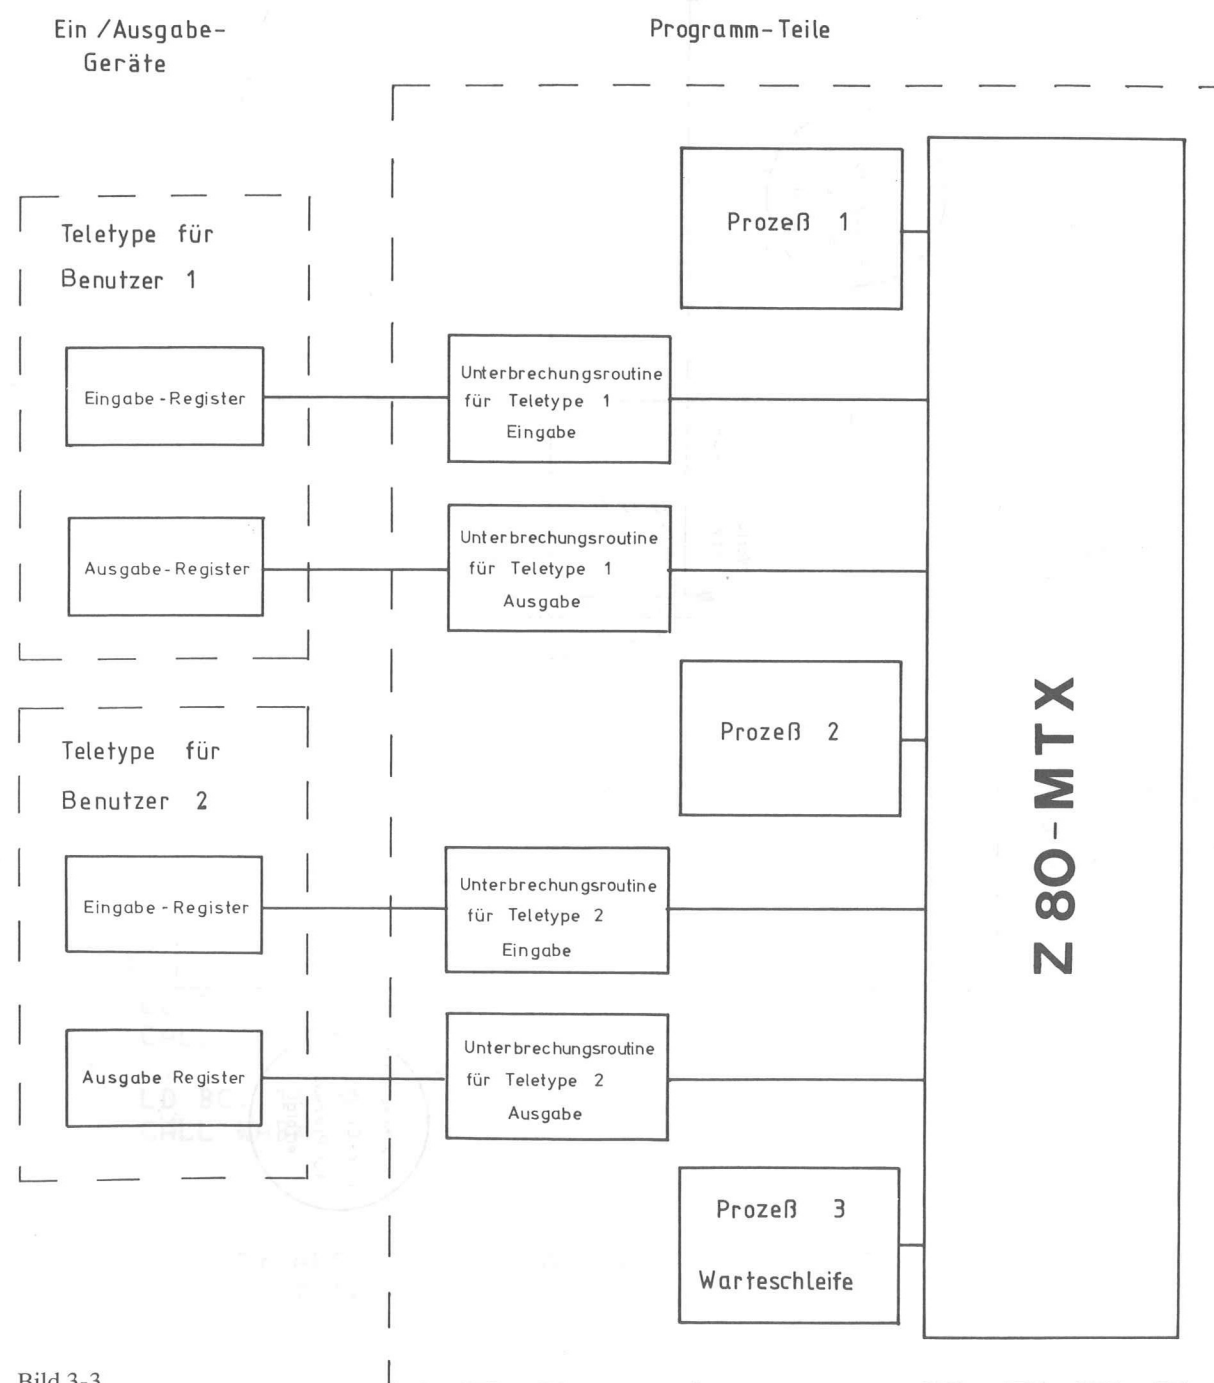 Ein /Ausgabe-
Geräte
Programm-Teile
Teletype für
Benutzer 1
Eingabe-Register
Ausgabe-Register
Unterbrechungsroutine
für Teletype 1
Eingabe
Unterbrechungsroutine
für Teletype 1
Ausgabe
Prozeß 1
Prozeß 2
Teletype für
Benutzer 2
Eingabe-Register
Ausgabe Register
Unterbrechungsroutine
für Teletype 2
Eingabe
Unterbrechungsroutine
für Teletype 2
Ausgabe
Prozeß 3
Warteschleife
Z80-MTX
Bild 3-3